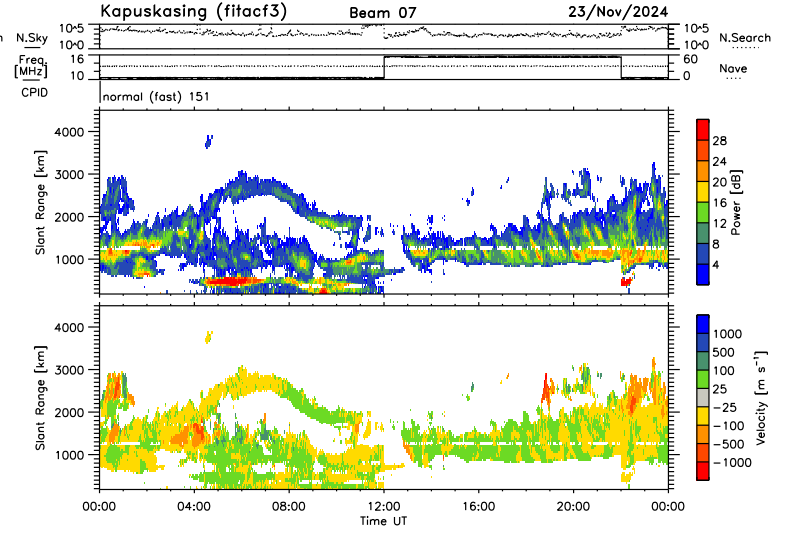 Kapuskasing (fitacf3) Beam 07 23/Nov/2024
N.Sky 10^5 10^5 N.Search
10^0 10^0
Freq. 16 60
[MHz] 10 0 Nave
CPID normal (fast) 151
Slant Range [km] 4000 3000 2000 1000
Power [dB] 28 24 20 16 12 8 4
Slant Range [km] 4000 3000 2000 1000
Velocity [m s⁻¹] 1000 500 100 25 -25 -100 -500 -1000
00:00 04:00 08:00 12:00 16:00 20:00 00:00
Time UT